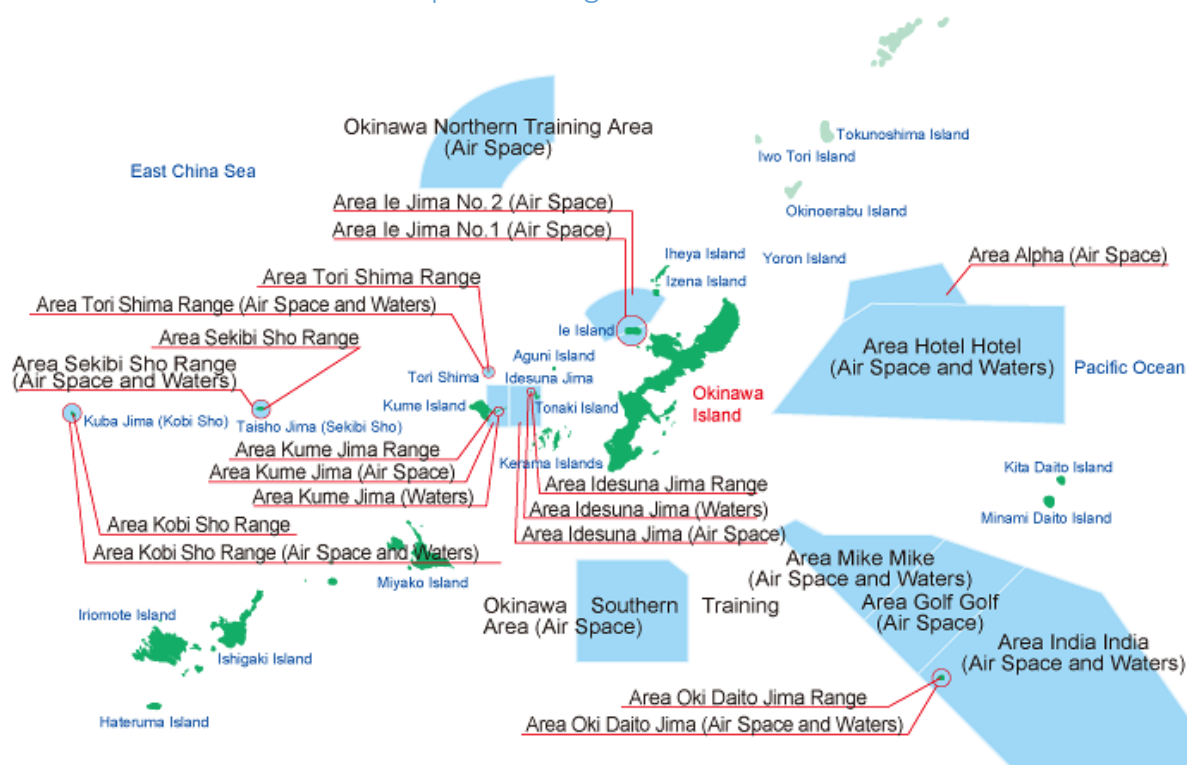 Okinawa Northern Training Area
(Air Space)
East China Sea
Tokunoshima Island
Iwo Tori Island
Okinoerabu Island
Area Ie Jima No.2 (Air Space)
Area Ie Jima No.1 (Air Space)
Iheya Island
Yoron Island
Area Alpha (Air Space)
Izena Island
Area Tori Shima Range
Area Tori Shima Range (Air Space and Waters)
Ie Island
Area Sekibi Sho Range
Area Sekibi Sho Range
(Air Space and Waters)
Aguni Island
Area Hotel Hotel
(Air Space and Waters)
Pacific Ocean
Tori Shima
Idesuna Jima
Okinawa
Island
Kume Island
Tonaki Island
Kuba Jima (Kobi Sho)
Taisho Jima (Sekibi Sho)
Area Kume Jima Range
Kerama Islands
Area Kume Jima (Air Space)
Area Kume Jima (Waters)
Area Idesuna Jima Range
Area Idesuna Jima (Waters)
Area Idesuna Jima (Air Space)
Kita Daito Island
Minami Daito Island
Area Kobi Sho Range
Area Kobi Sho Range (Air Space and Waters)
Miyako Island
Area Mike Mike
(Air Space and Waters)
Okinawa Southern Training
Area (Air Space)
Area Golf Golf
(Air Space)
Iriomote Island
Ishigaki Island
Area India India
(Air Space and Waters)
Hateruma Island
Area Oki Daito Jima Range
Area Oki Daito Jima (Air Space and Waters)